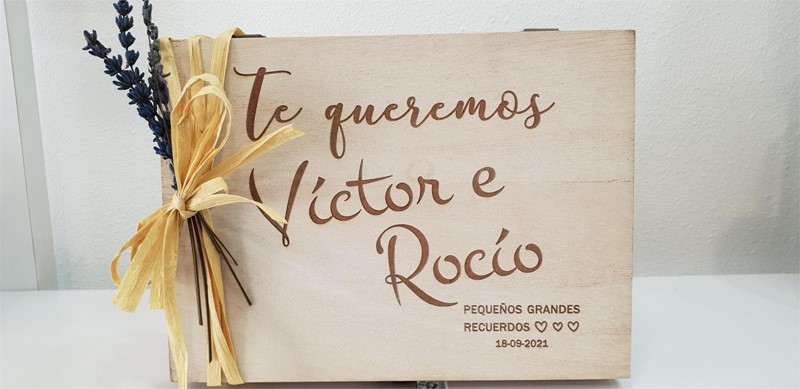 te queremos
Víctor e
Rocío
PEQUEÑOS GRANDES
RECUERDOS ♡ ♡ ♡
18-09-2021